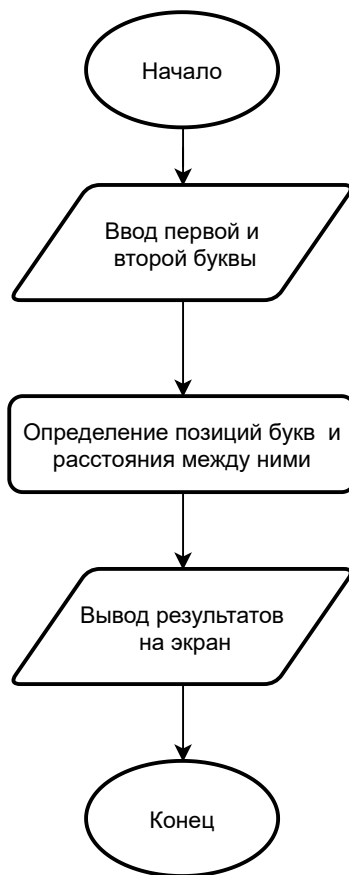 Начало
Ввод первой и
второй буквы
Определение позиций букв и
расстояния между ними
Вывод результатов
на экран
Конец